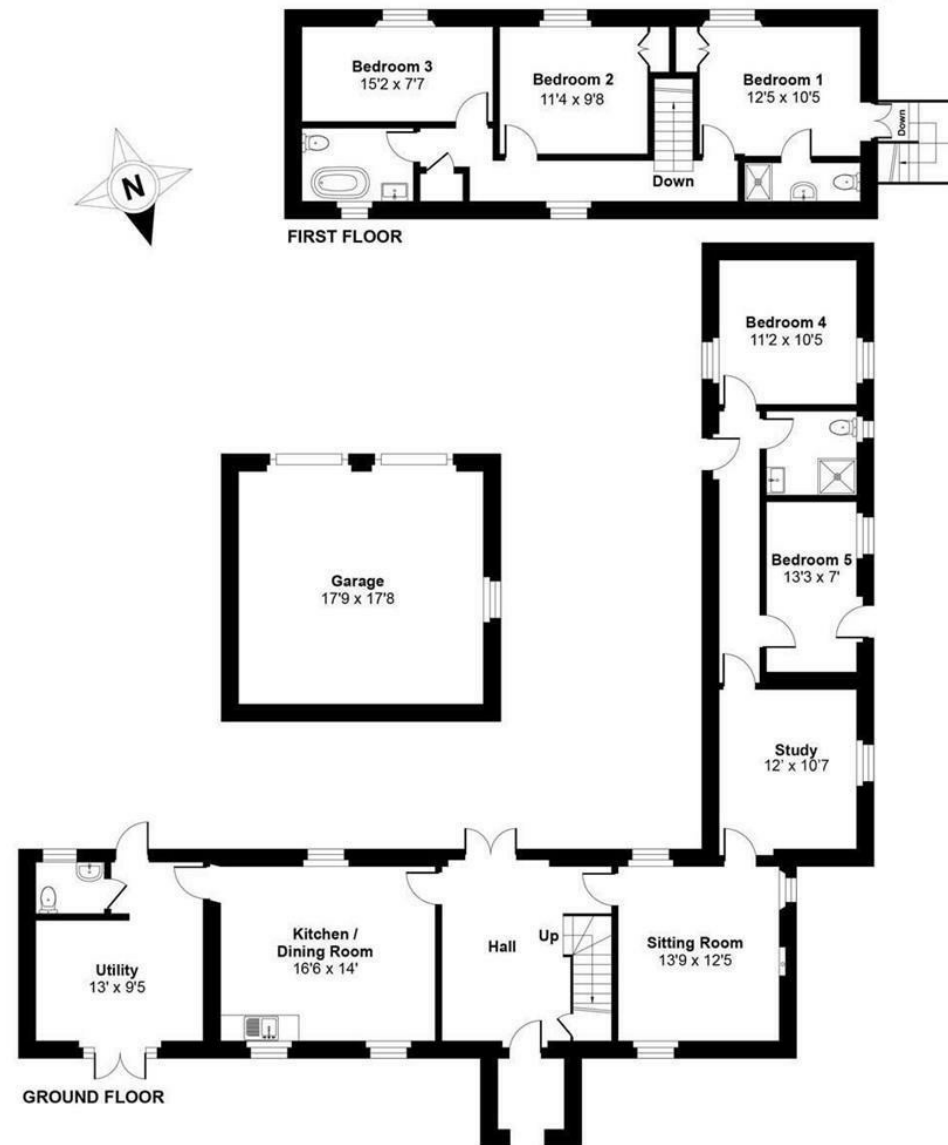 Bedroom 3
15'2 x 7'7
Bedroom 2
11'4 x 9'8
Bedroom 1
12'5 x 10'5
Down
Down
FIRST FLOOR
N
Bedroom 4
11'2 x 10'5
Garage
17'9 x 17'8
Bedroom 5
13'3 x 7'
Study
12' x 10'7
Kitchen /
Dining Room
16'6 x 14'
Hall
Up
Sitting Room
13'9 x 12'5
Utility
13' x 9'5
GROUND FLOOR